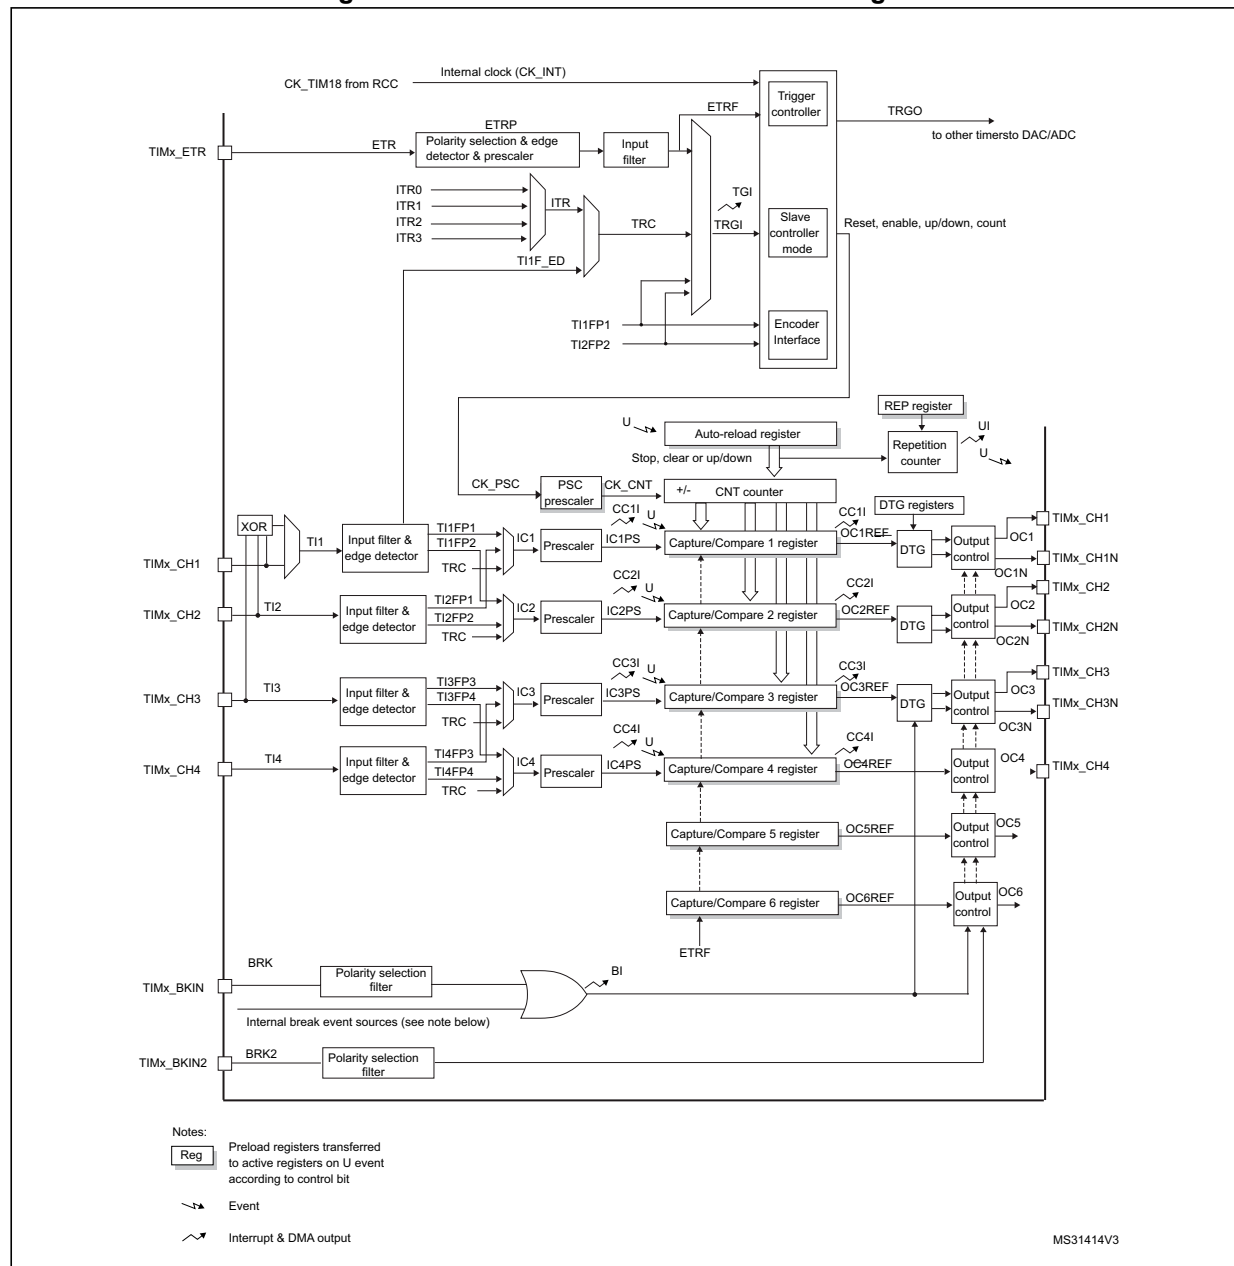 Internal clock (CK_INT)
CK_TIM18 from RCC
Trigger
controller
ETRF
TRGO
to other timersto DAC/ADC
ETRP
TIMx_ETR
ETR
Polarity selection & edge
detector & prescaler
Input
filter
ITR0
ITR1
ITR2
ITR3
ITR
TRC
TI1F_ED
TGI
TRGI
Slave
controller
mode
Reset, enable, up/down, count
TI1FP1
TI2FP2
Encoder
Interface
REP register
U
Auto-reload register
Stop, clear or up/down
Repetition
counter
UI
U
CK_PSC
PSC
prescaler
CK_CNT
+/-
CNT counter
DTG registers
XOR
TI1
Input filter &
edge detector
TI1FP1
TI1FP2
TRC
IC1
Prescaler
IC1PS
CC1I
U
Capture/Compare 1 register
CC1I
OC1REF
DTG
Output
control
OC1
OC1N
TIMx_CH1
TIMx_CH1N
TIMx_CH1
TIMx_CH2
TI2
Input filter &
edge detector
TI2FP1
TI2FP2
TRC
IC2
Prescaler
IC2PS
CC2I
U
Capture/Compare 2 register
CC2I
OC2REF
DTG
Output
control
OC2
OC2N
TIMx_CH2
TIMx_CH2N
TIMx_CH3
TI3
Input filter &
edge detector
TI3FP3
TI3FP4
TRC
IC3
Prescaler
IC3PS
CC3I
U
Capture/Compare 3 register
CC3I
OC3REF
DTG
Output
control
OC3
OC3N
TIMx_CH3
TIMx_CH3N
TIMx_CH4
TI4
Input filter &
edge detector
TI4FP3
TI4FP4
TRC
IC4
Prescaler
IC4PS
CC4I
U
Capture/Compare 4 register
CC4I
OC4REF
Output
control
OC4
TIMx_CH4
Capture/Compare 5 register
OC5REF
Output
control
OC5
Capture/Compare 6 register
OC6REF
Output
control
OC6
ETRF
TIMx_BKIN
BRK
Polarity selection
filter
BI
Internal break event sources (see note below)
TIMx_BKIN2
BRK2
Polarity selection
filter
Notes:
Reg
Preload registers transferred
to active registers on U event
according to control bit
Event
Interrupt & DMA output
MS31414V3